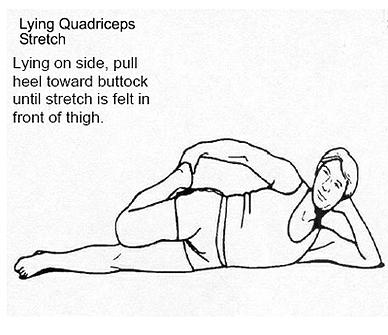 Lying Quadriceps
Stretch
Lying on side, pull
heel toward buttock
until stretch is felt in
front of thigh.